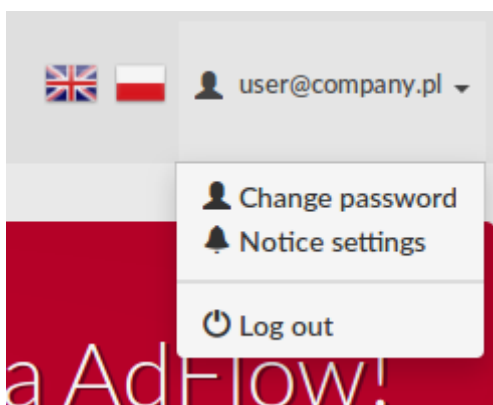 user@company.pl
Change password
Notice settings
Log out
a AdFlow!